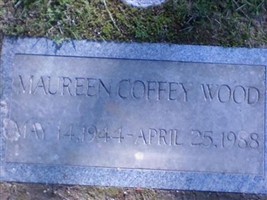 MAUREEN COFFEY WOOD
MAY 14, 1944 - APRIL 25, 1968